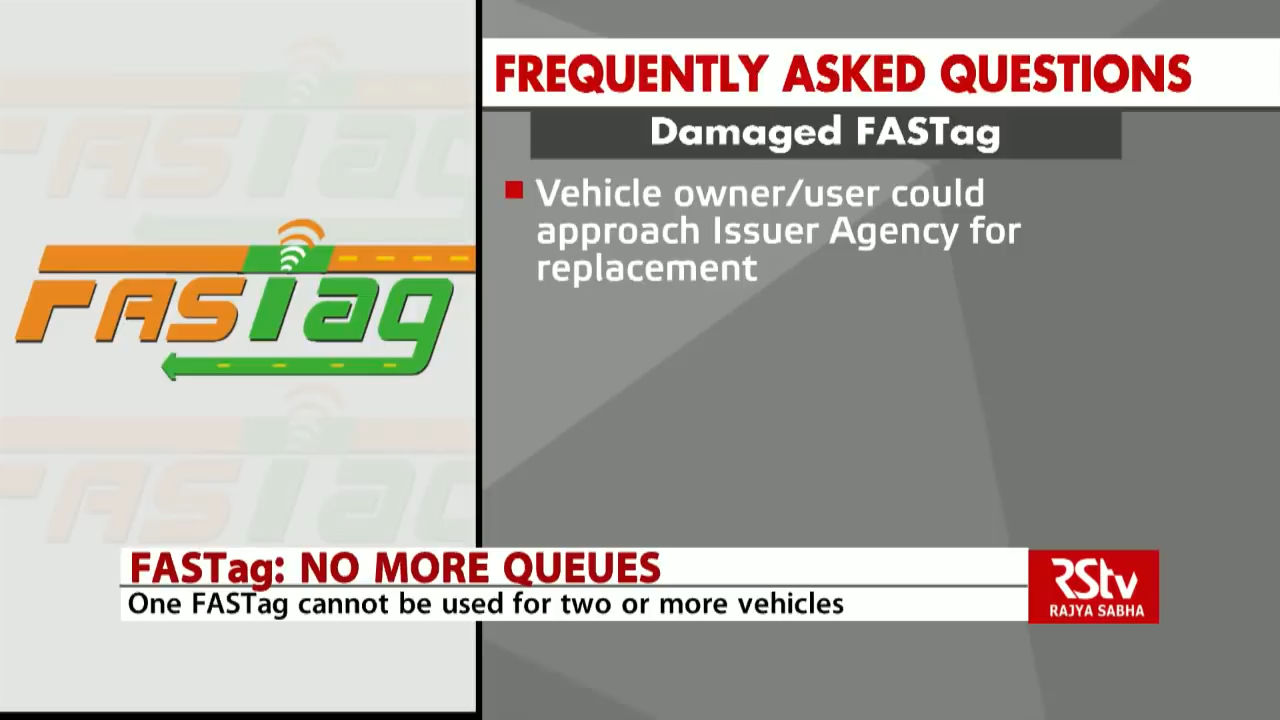 FREQUENTLY ASKED QUESTIONS
Damaged FASTag
Vehicle owner/user could
approach Issuer Agency for
replacement
FASTag
FASTag: NO MORE QUEUES
One FASTag cannot be used for two or more vehicles
RStv
RAJYA SABHA